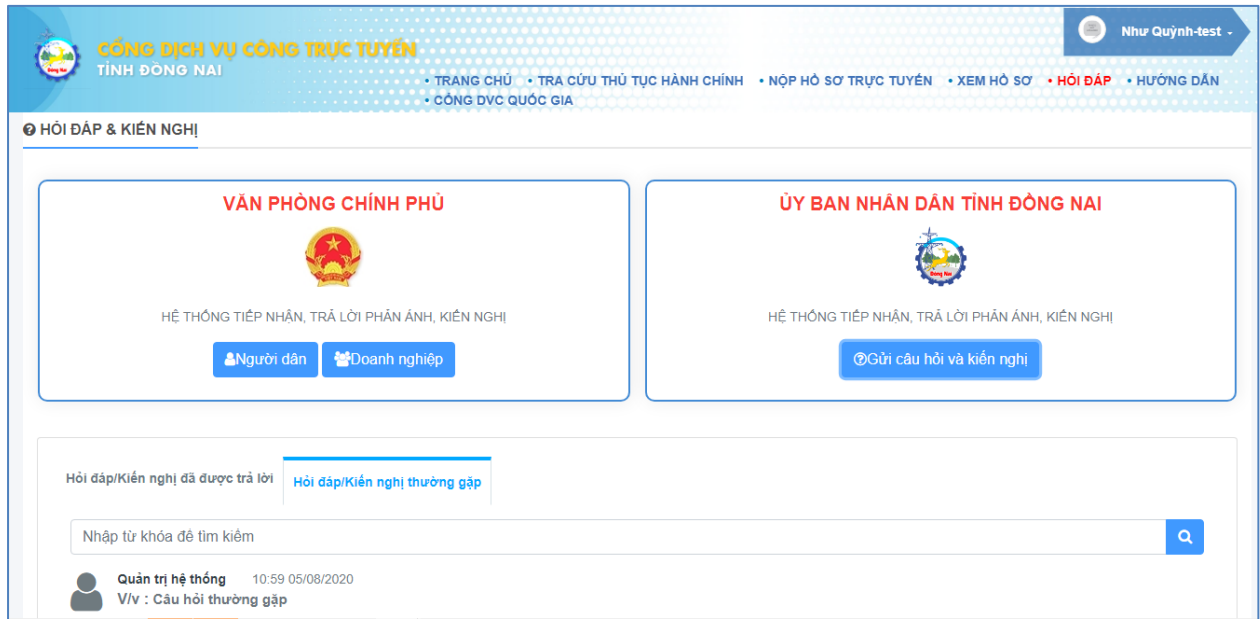 Như Quỳnh-test
CỔNG DỊCH VỤ CÔNG TRỰC TUYẾN
TỈNH ĐỒNG NAI
• TRANG CHỦ • TRA CỨU THỦ TỤC HÀNH CHÍNH • NỘP HỒ SƠ TRỰC TUYẾN • XEM HỒ SƠ • HỎI ĐÁP • HƯỚNG DẪN
• CỔNG DVC QUỐC GIA
HỎI ĐÁP & KIẾN NGHỊ
VĂN PHÒNG CHÍNH PHỦ
HỆ THỐNG TIẾP NHẬN, TRẢ LỜI PHẢN ÁNH, KIẾN NGHỊ
Người dân Doanh nghiệp
ỦY BAN NHÂN DÂN TỈNH ĐỒNG NAI
Đồng Nai
HỆ THỐNG TIẾP NHẬN, TRẢ LỜI PHẢN ÁNH, KIẾN NGHỊ
Gửi câu hỏi và kiến nghị
Hỏi đáp/Kiến nghị đã được trả lời Hỏi đáp/Kiến nghị thường gặp
Nhập từ khóa để tìm kiếm
Quản trị hệ thống 10:59 05/08/2020
V/v : Câu hỏi thường gặp